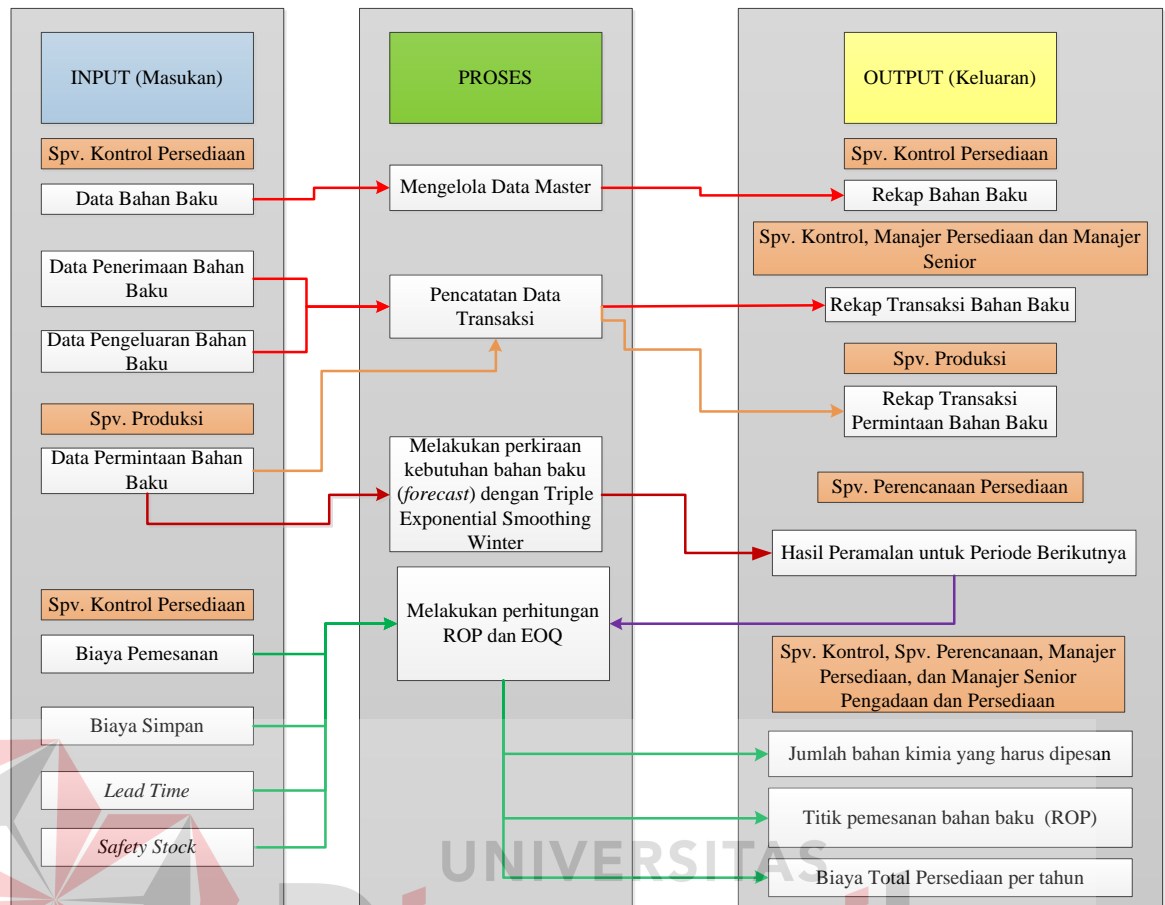 INPUT (Masukan)
Spv. Kontrol Persediaan
Data Bahan Baku
Data Penerimaan Bahan
Baku
Data Pengeluaran Bahan
Baku
Spv. Produksi
Data Permintaan Bahan
Baku
Spv. Kontrol Persediaan
Biaya Pemesanan
Biaya Simpan
Lead Time
Safety Stock
PROSES
Mengelola Data Master
Pencatatan Data
Transaksi
Melakukan perkiraan
kebutuhan bahan baku
(forecast) dengan Triple
Exponential Smoothing
Winter
Melakukan perhitungan
ROP dan EOQ
OUTPUT (Keluaran)
Spv. Kontrol Persediaan
Rekap Bahan Baku
Spv. Kontrol, Manajer Persediaan dan Manajer
Senior
Rekap Transaksi Bahan Baku
Spv. Produksi
Rekap Transaksi
Permintaan Bahan Baku
Spv. Perencanaan Persediaan
Hasil Peramalan untuk Periode Berikutnya
Spv. Kontrol, Spv. Perencanaan, Manajer
Persediaan, dan Manajer Senior
Pengadaan dan Persediaan
Jumlah bahan kimia yang harus dipesan
Titik pemesanan bahan baku (ROP)
Biaya Total Persediaan per tahun
UNIVERSITAS